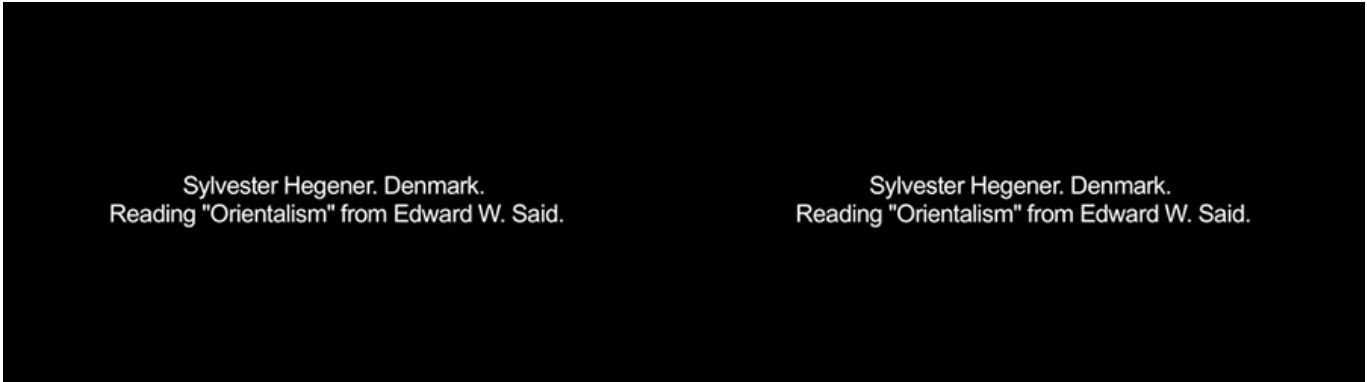 Sylvester Hegener. Denmark.
Reading "Orientalism" from Edward W. Said.
Sylvester Hegener. Denmark.
Reading "Orientalism" from Edward W. Said.